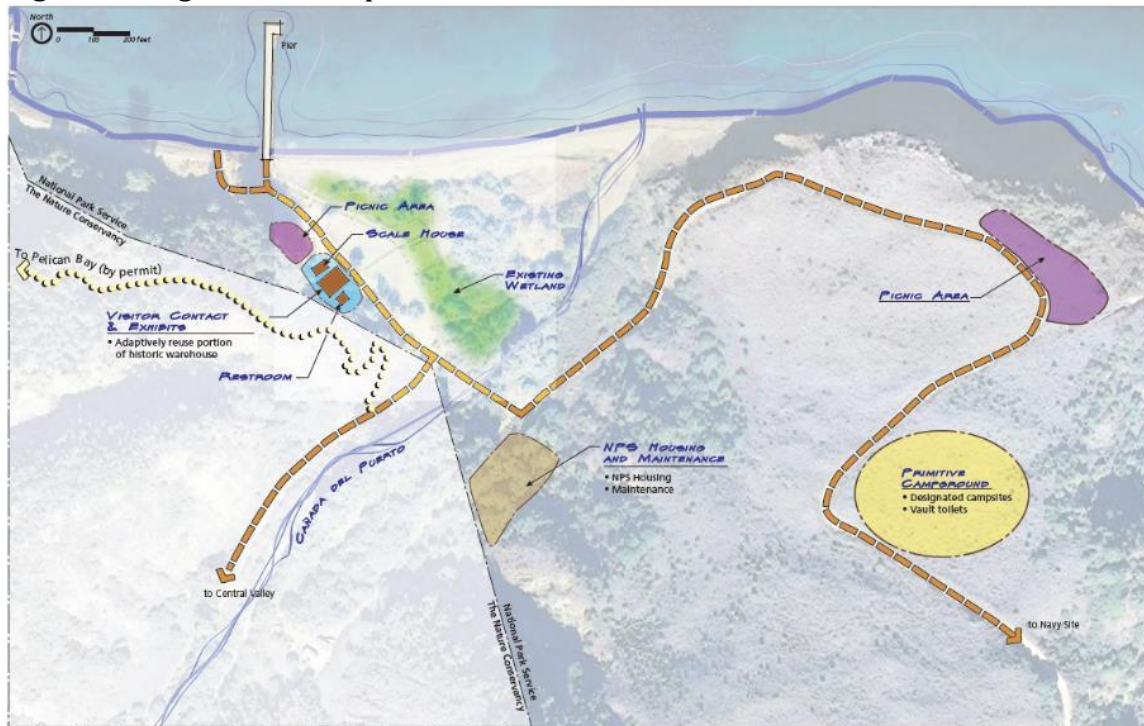 North
0 100 200 feet
Pier
National Park Service
The Nature Conservancy
PICNIC AREA
SCALE HOUSE
To Pelican Bay (by permit)
EXISTING
WETLAND
PICNIC AREA
VISITOR CONTACT
& EXHIBITS
• Adaptively reuse portion
of historic warehouse
RESTROOM
NPS HOUSING
AND MAINTENANCE
• NPS Housing
• Maintenance
PRIMITIVE
CAMPGROUND
• Designated campsites
• Vault toilets
CAÑADA DEL PUERTO
to Central Valley
National Park Service
The Nature Conservancy
to Navy Site